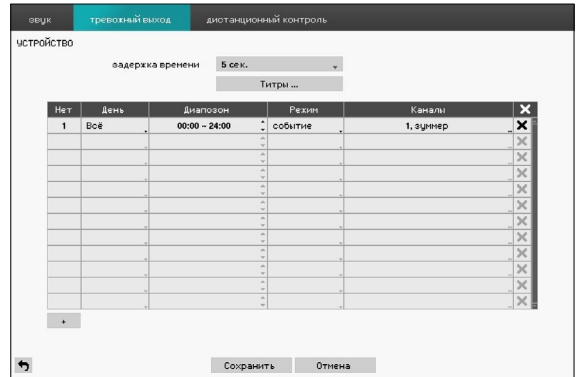 звук тревожный выход дистанционный контроль
УСТРОЙСТВО
задержка времени 5 сек.
Титры ...
Нет День Диапозон Режим Каналы X
1 Всё 00:00 ~ 24:00 событие 1, зуммер
+
Сохранить Отмена